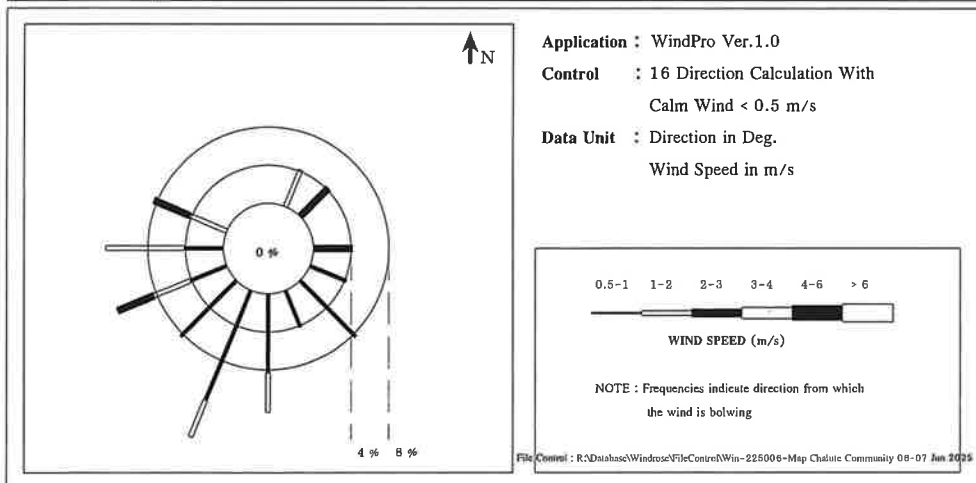 N
0 %
4 % 8 %
Application : WindPro Ver.1.0
Control : 16 Direction Calculation With
Calm Wind < 0.5 m/s
Data Unit : Direction in Deg.
Wind Speed in m/s
0.5-1 1-2 2-3 3-4 4-6 > 6
WIND SPEED (m/s)
NOTE : Frequencies indicate direction from which
the wind is bolwing
File Control : R:\Database\Windrose\FileControl\Win-225006-Map Chalute Community 06-07 Jun 2025